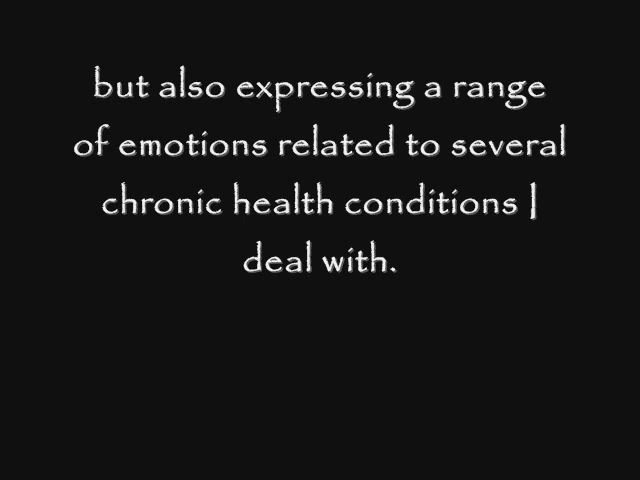 but also expressing a range
of emotions related to several
chronic health conditions I
deal with.